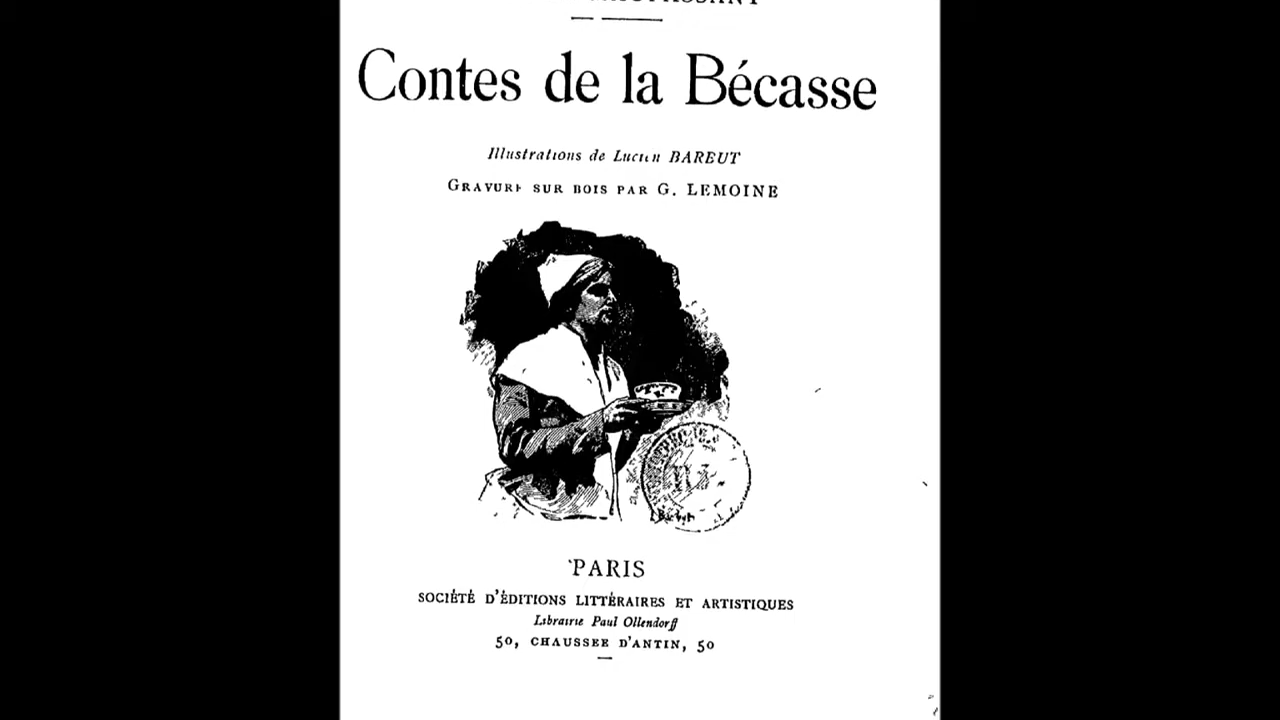 Contes de la Bécasse
Illustrations de Lucien BAREUT
GRAVURE SUR BOIS PAR G. LEMOINE
PARIS
SOCIÉTÉ D'ÉDITIONS LITTÉRAIRES ET ARTISTIQUES
Librairie Paul Ollendorff
50, CHAUSSEE D'ANTIN, 50